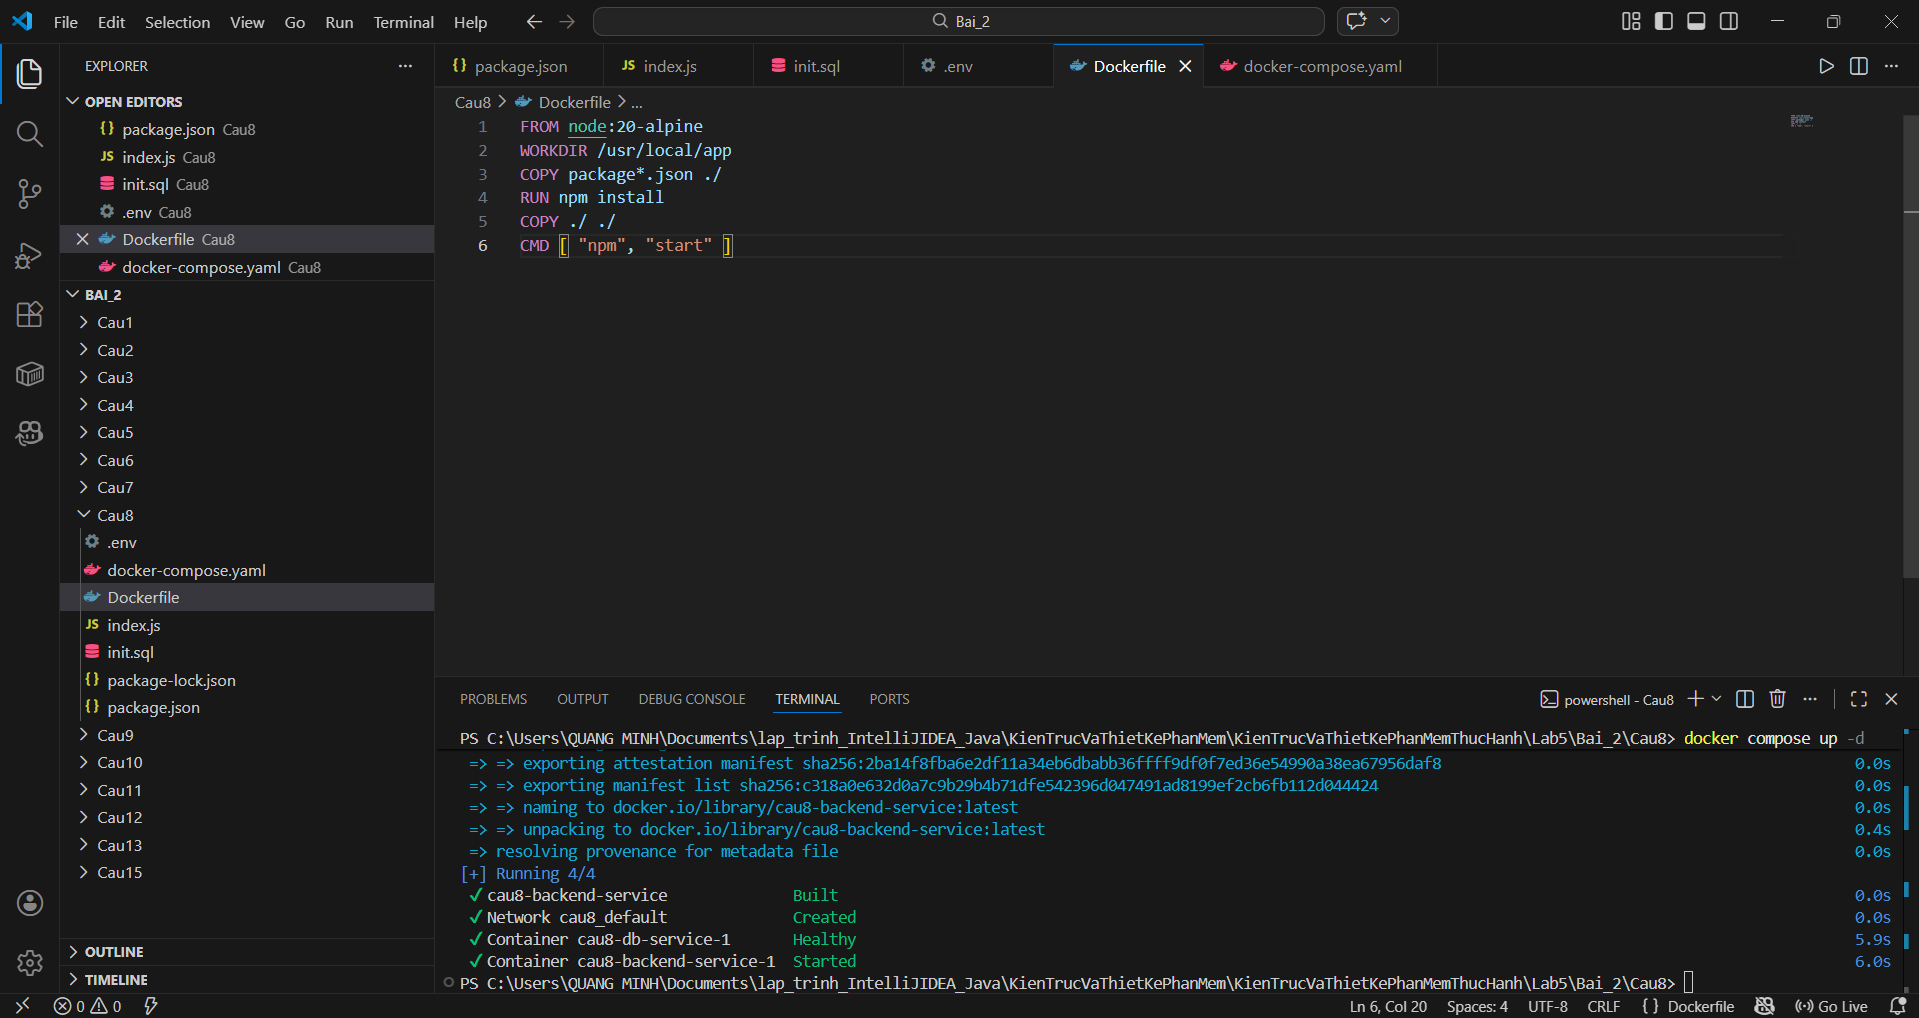 File Edit Selection View Go Run Terminal Help
Bai_2
EXPLORER
OPEN EDITORS
package.json Cau8
index.js Cau8
init.sql Cau8
.env Cau8
Dockerfile Cau8
docker-compose.yaml Cau8
BAI_2
Cau1
Cau2
Cau3
Cau4
Cau5
Cau6
Cau7
Cau8
.env
docker-compose.yaml
Dockerfile
index.js
init.sql
package-lock.json
package.json
Cau9
Cau10
Cau11
Cau12
Cau13
Cau15
OUTLINE
TIMELINE
package.json index.js init.sql .env Dockerfile docker-compose.yaml
Cau8 > Dockerfile > ...
1 FROM node:20-alpine
2 WORKDIR /usr/local/app
3 COPY package*.json ./
4 RUN npm install
5 COPY ./ ./
6 CMD [ "npm", "start" ]
PROBLEMS OUTPUT DEBUG CONSOLE TERMINAL PORTS
powershell - Cau8
PS C:\Users\QUANG MINH\Documents\lap_trinh_IntelliJIDEA_Java\KienTrucVaThietKePhanMem\KienTrucVaThietKePhanMemThucHanh\Lab5\Bai_2\Cau8> docker compose up -d
=> => exporting attestation manifest sha256:2ba14f8fba6e2df11a34eb6dbabb36ffff9df0f7ed36e54990a38ea67956daf8 0.0s
=> => exporting manifest list sha256:c318a0e632d0a7c9b29b4b71dfe542396d047491ad8199ef2cb6fb112d044424 0.0s
=> => naming to docker.io/library/cau8-backend-service:latest 0.0s
=> => unpacking to docker.io/library/cau8-backend-service:latest 0.4s
=> resolving provenance for metadata file 0.0s
[+] Running 4/4
✓ cau8-backend-service Built 0.0s
✓ Network cau8_default Created 0.0s
✓ Container cau8-db-service-1 Healthy 5.9s
✓ Container cau8-backend-service-1 Started 6.0s
PS C:\Users\QUANG MINH\Documents\lap_trinh_IntelliJIDEA_Java\KienTrucVaThietKePhanMem\KienTrucVaThietKePhanMemThucHanh\Lab5\Bai_2\Cau8>
0 0 Ln 6, Col 20 Spaces: 4 UTF-8 CRLF { } Dockerfile Go Live